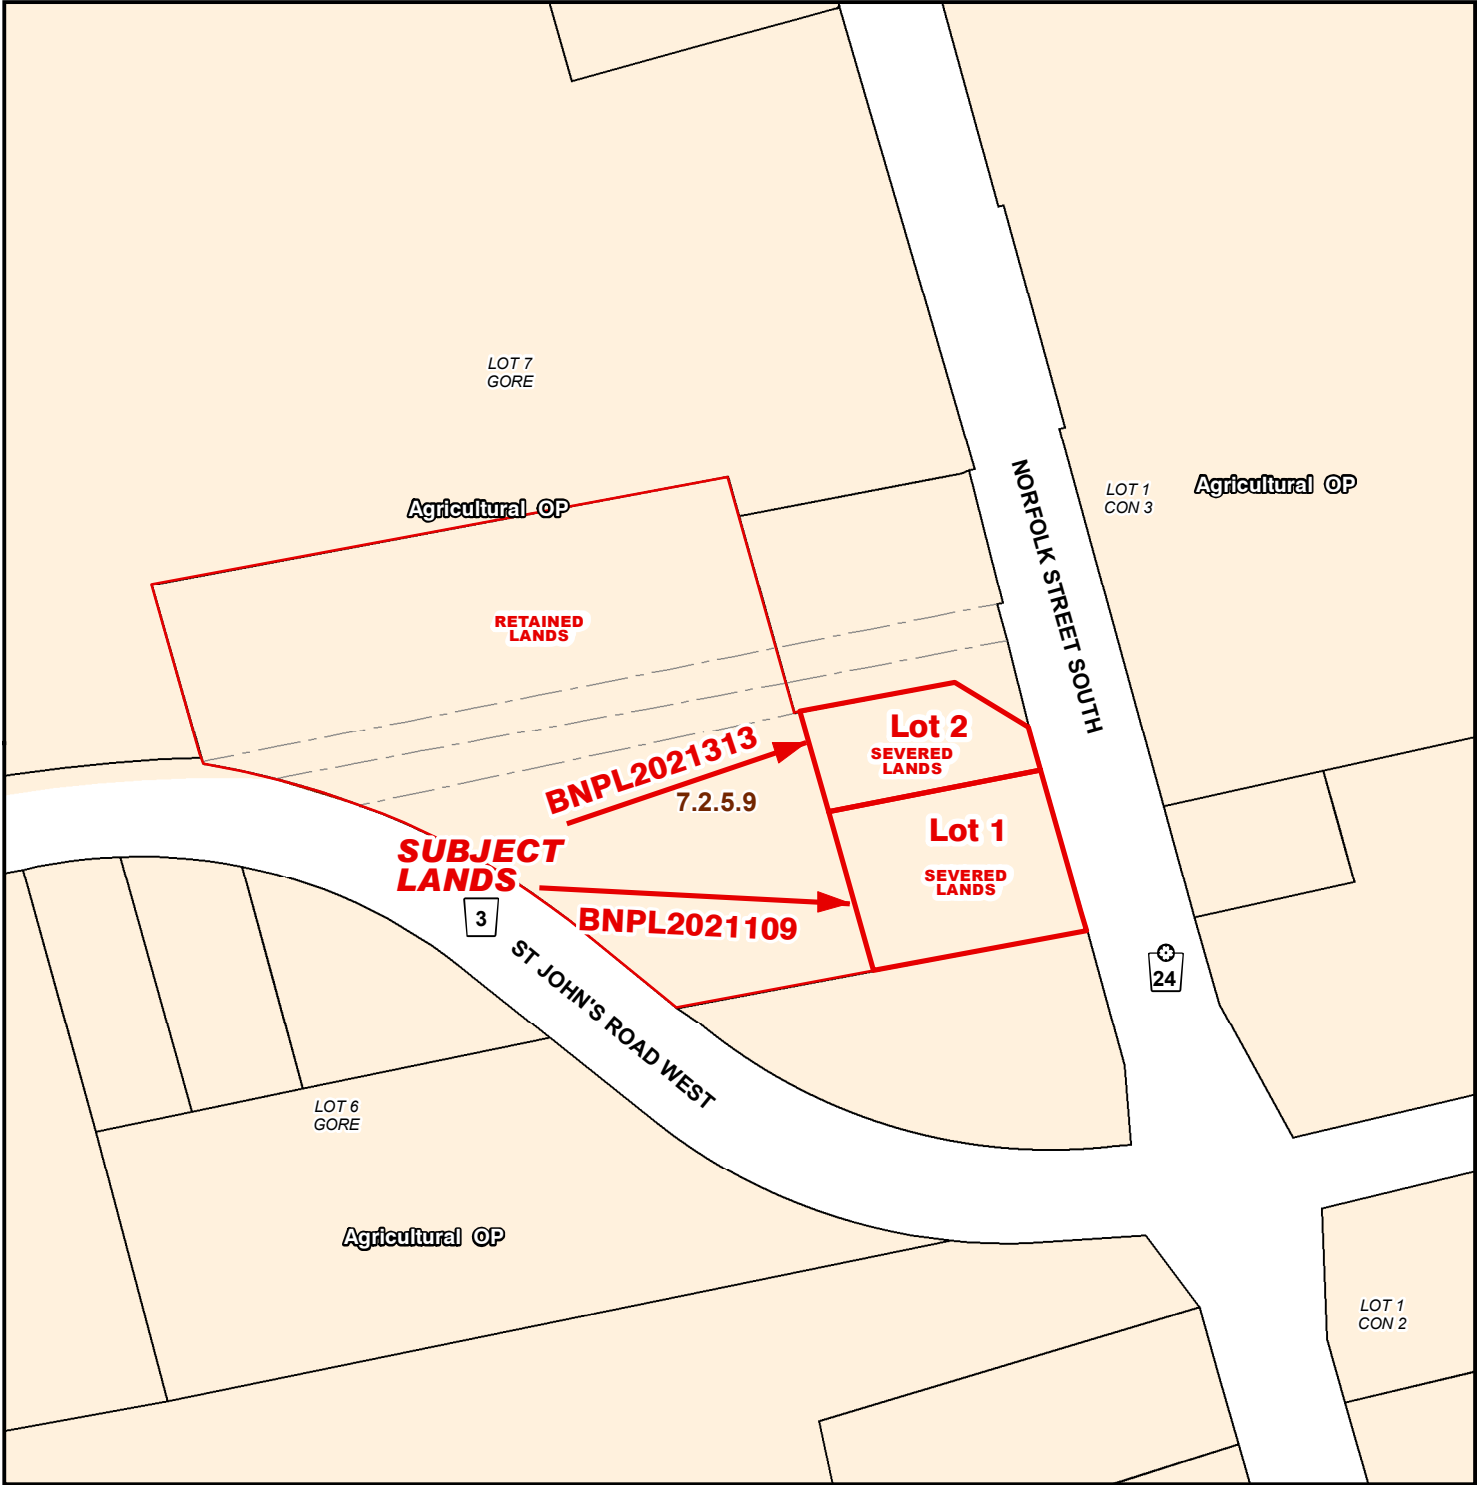 LOT 7
GORE
NORFOLK STREET SOUTH
LOT 1
CON 3
Agricultural OP
Agricultural OP
RETAINED
LANDS
Lot 2
SEVERED
LANDS
BNPL2021313
7.2.5.9
Lot 1
SEVERED
LANDS
SUBJECT
LANDS
BNPL2021109
3
ST JOHN'S ROAD WEST
24
LOT 6
GORE
Agricultural OP
LOT 1
CON 2